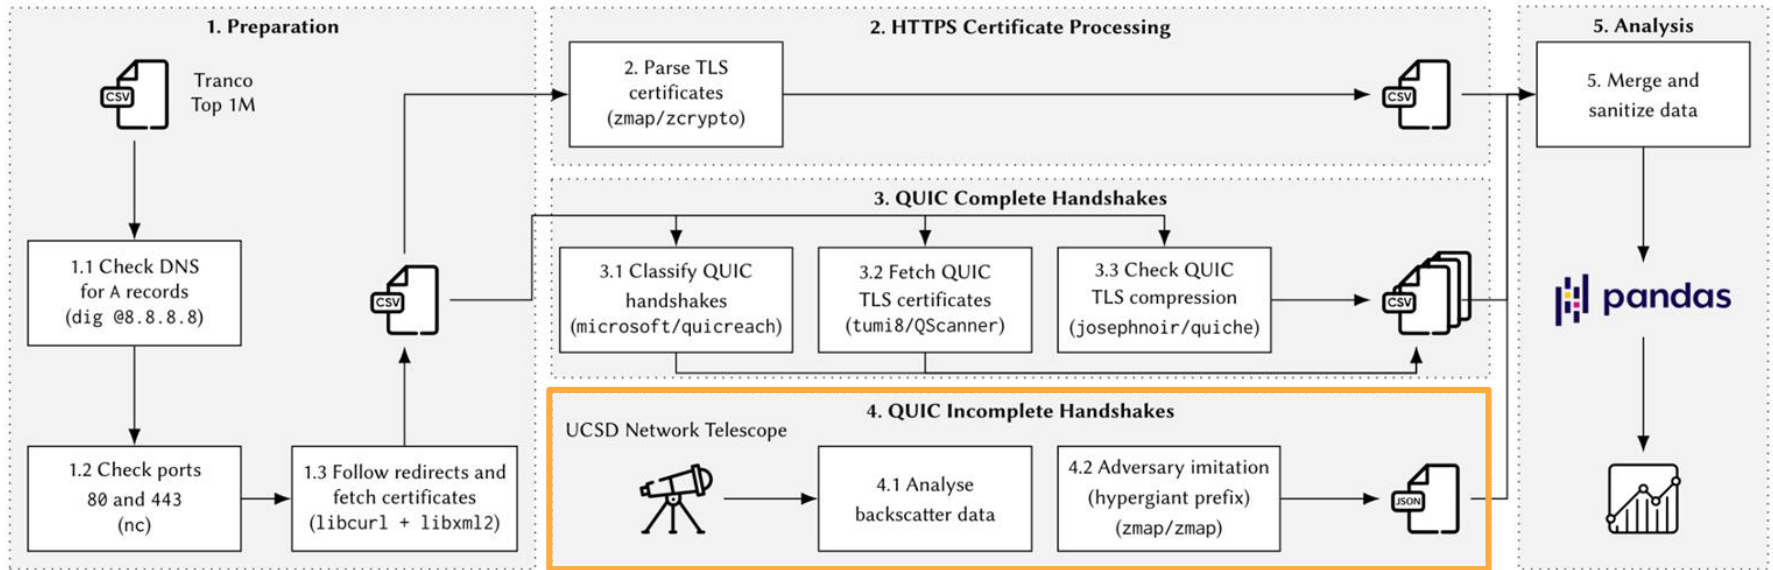 1. Preparation
CSV
Tranco
Top 1M
1.1 Check DNS
for A records
(dig @8.8.8.8)
1.2 Check ports
80 and 443
(nc)
1.3 Follow redirects and
fetch certificates
(libcurl + libxml2)
CSV
2. HTTPS Certificate Processing
2. Parse TLS
certificates
(zmap/zcrypto)
CSV
3. QUIC Complete Handshakes
3.1 Classify QUIC
handshakes
(microsoft/quicreach)
3.2 Fetch QUIC
TLS certificates
(tumi8/QScanner)
3.3 Check QUIC
TLS compression
(josephnoir/quiche)
CSV
4. QUIC Incomplete Handshakes
UCSD Network Telescope
4.1 Analyse
backscatter data
4.2 Adversary imitation
(hypergiant prefix)
(zmap/zmap)
JSON
5. Analysis
5. Merge and
sanitize data
pandas